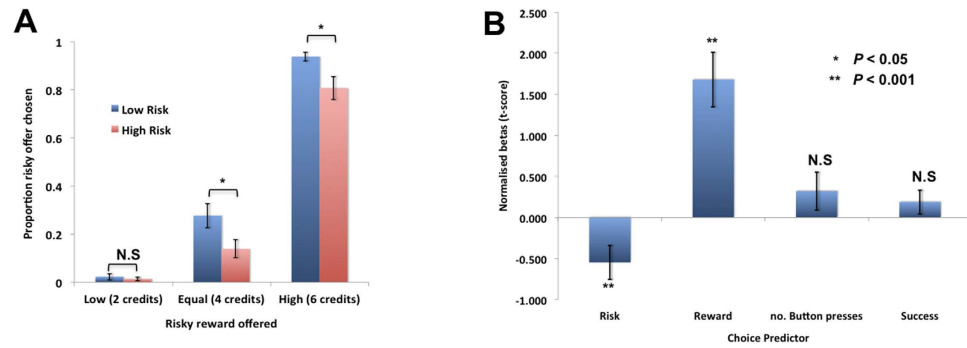 A
Proportion risky offer chosen
1
0.8
0.6
0.4
0.2
0
Low Risk
High Risk
N.S
*
*
Low (2 credits) Equal (4 credits) High (6 credits)
Risky reward offered
B
Normalised betas (t-score)
2.500
2.000
1.500
1.000
0.500
0.000
-0.500
-1.000
**
**
N.S
N.S
* P < 0.05
** P < 0.001
Risk Reward no. Button presses Success
Choice Predictor